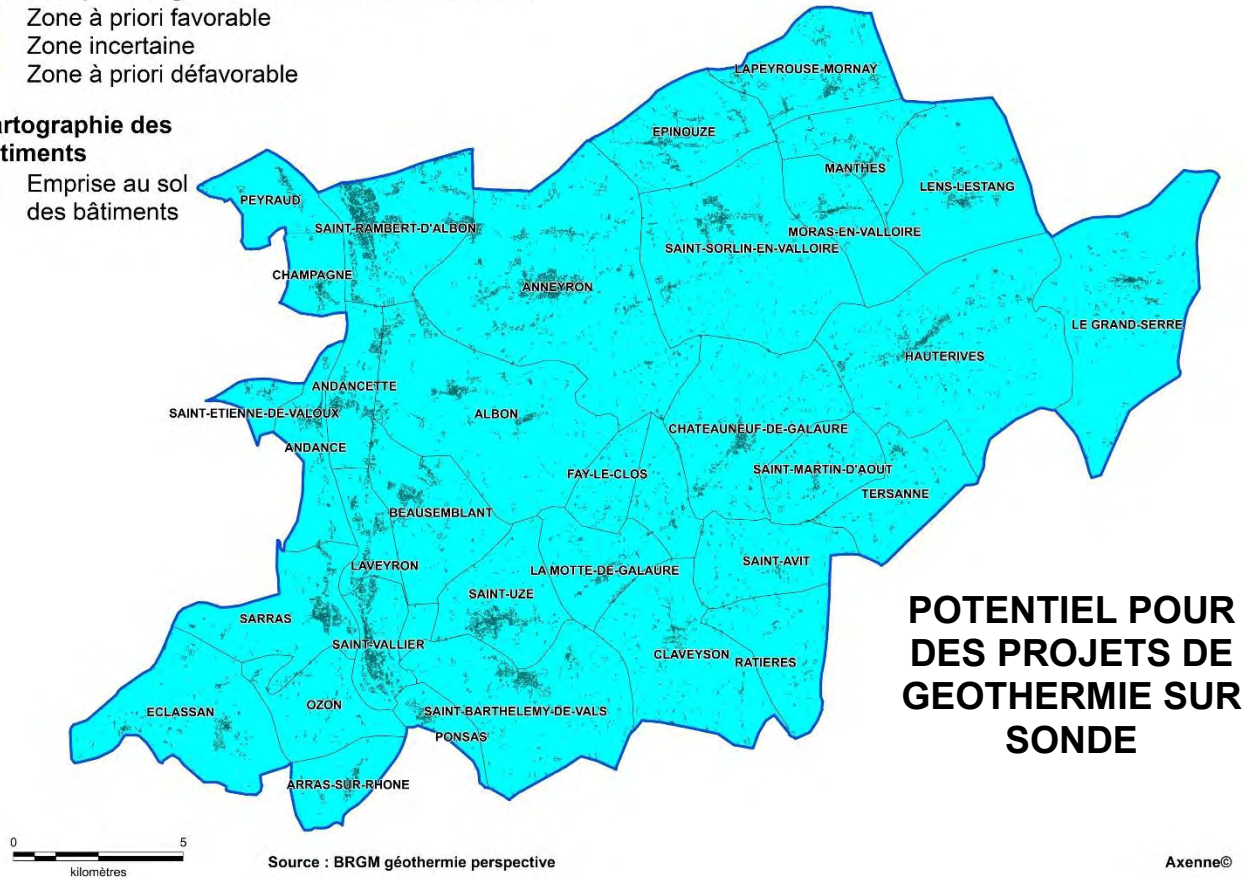 Zone à priori favorable
Zone incertaine
Zone à priori défavorable
artographie des
timents
Emprise au sol
des bâtiments
LAPEYROUSE-MORNAY
EPINOUZE
MANTHES
LENS-LESTANG
PEYRAUD
SAINT-RAMBERT-D'ALBON
MORAS-EN-VALLOIRE
SAINT-SORLIN-EN-VALLOIRE
CHAMPAGNE
ANNEYRON
LE GRAND-SERRE
HAUTERIVES
ANDANCETTE
SAINT-ETIENNE-DE-VALOUX
ALBON
CHATEAUNEUF-DE-GALAURE
ANDANCE
FAY-LE-CLOS
SAINT-MARTIN-D'AOUT
TERSANNE
BEAUSEMBLANT
LAVEYRON
LA MOTTE-DE-GALAURE
SAINT-AVIT
SAINT-UZE
SARRAS
SAINT-VALLIER
CLAVEYSON
RATIERES
ECLASSAN
OZON
SAINT-BARTHELEMY-DE-VALS
PONSAS
ARRAS-SUR-RHONE
POTENTIEL POUR
DES PROJETS DE
GEOTHERMIE SUR
SONDE
0 5
kilomètres
Source : BRGM géothermie perspective
Axenne©